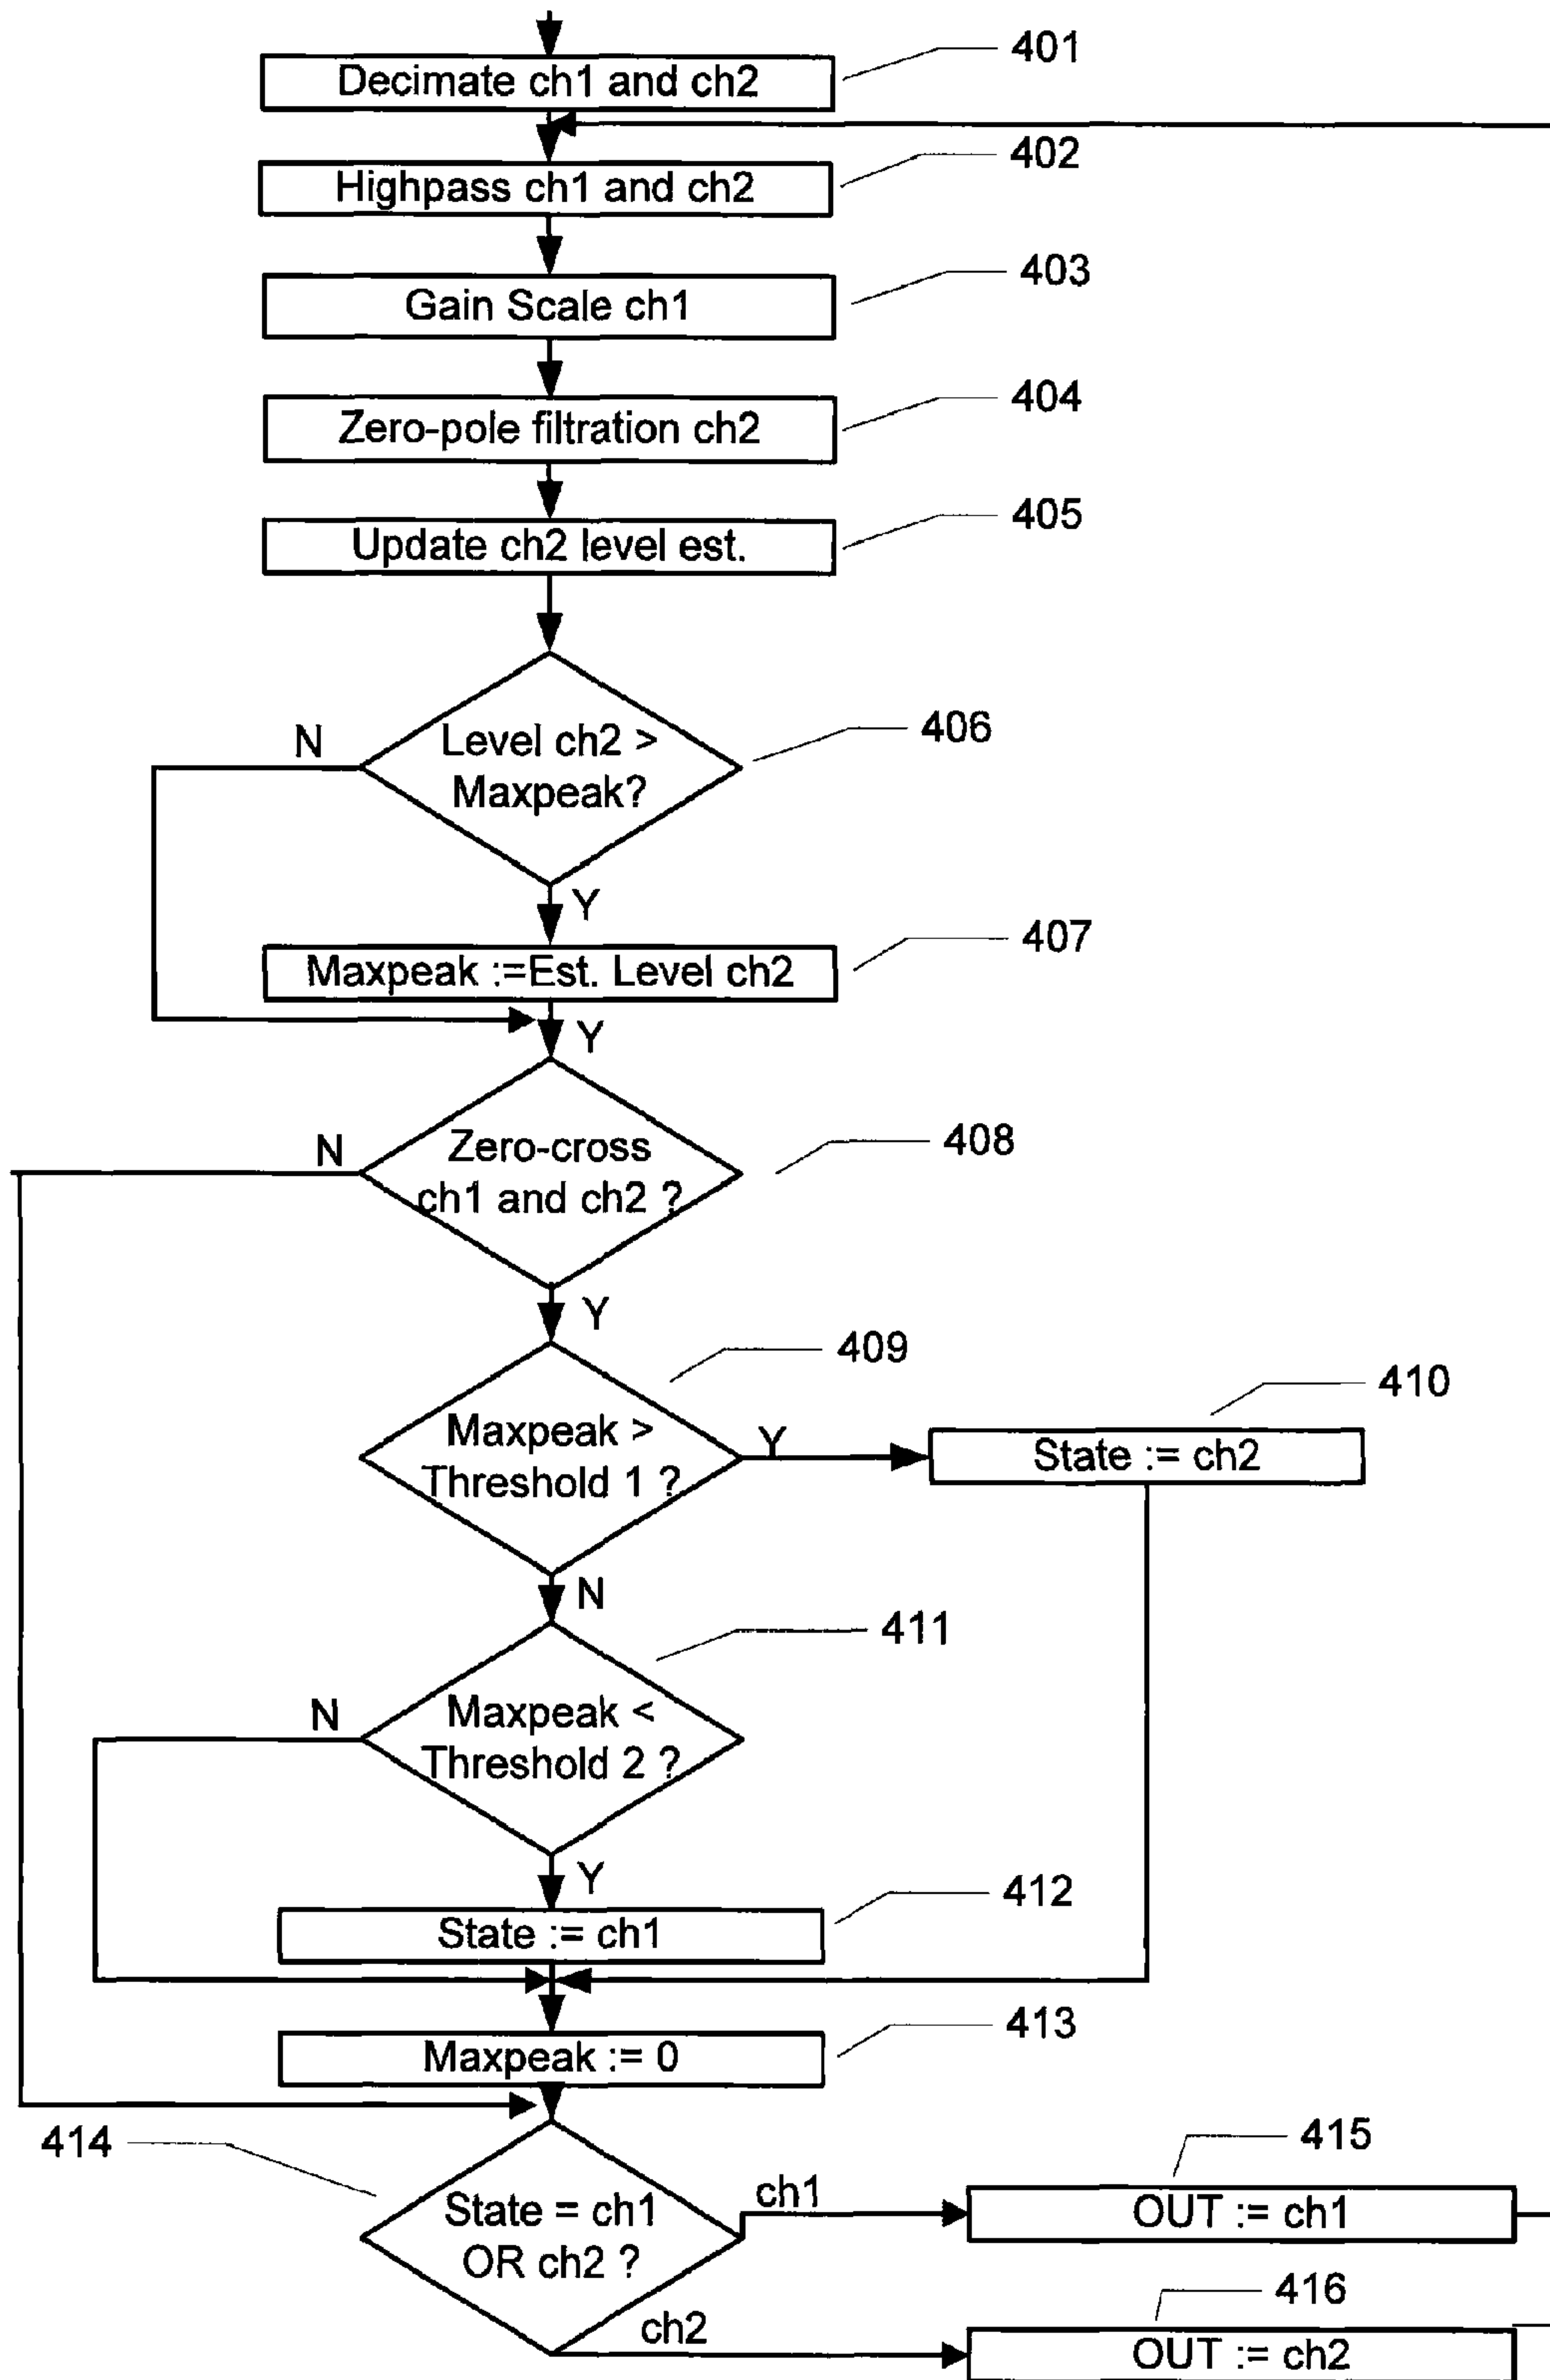 401
Decimate ch1 and ch2
402
Highpass ch1 and ch2
403
Gain Scale ch1
404
Zero-pole filtration ch2
405
Update ch2 level est.
406
N
Level ch2 >
Maxpeak?
Y
407
Maxpeak :=Est. Level ch2
Y
408
N
Zero-cross
ch1 and ch2 ?
Y
409
410
Maxpeak >
Threshold 1 ?
Y
State := ch2
N
411
N
Maxpeak <
Threshold 2 ?
Y
412
State := ch1
413
Maxpeak := 0
414
415
State = ch1
OR ch2 ?
ch1
OUT := ch1
416
ch2
OUT := ch2